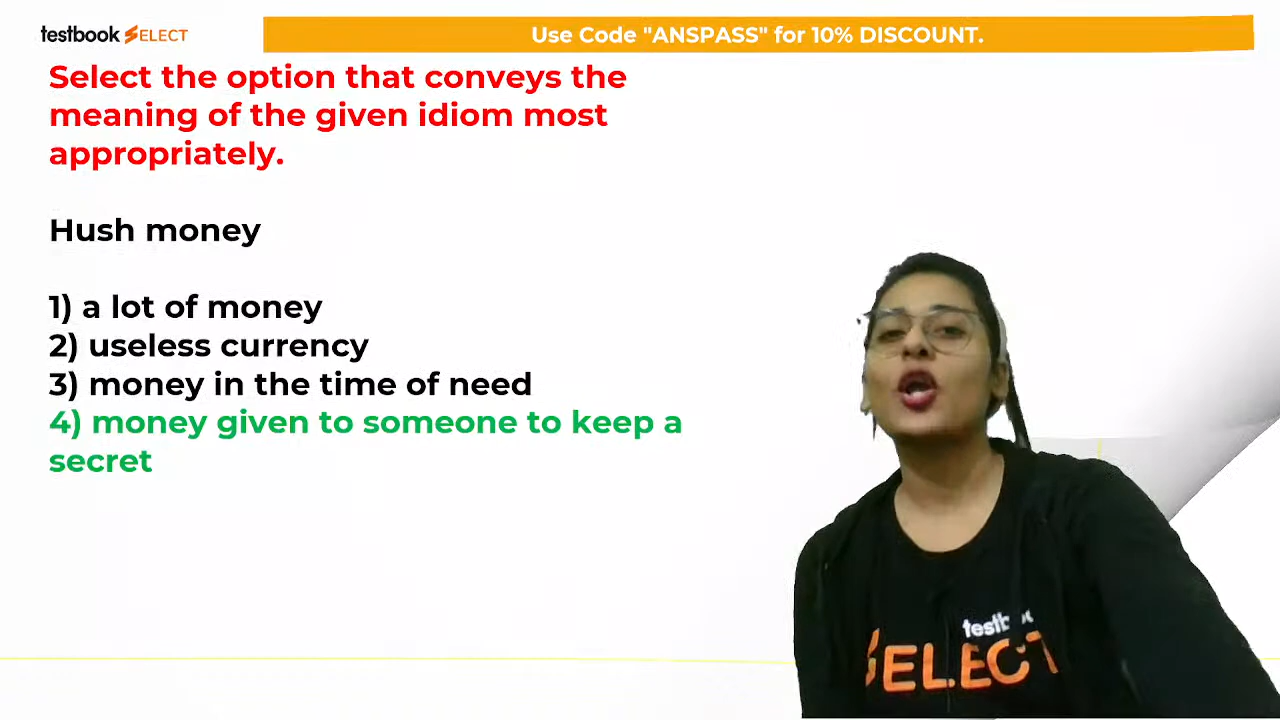 testbook SELECT
Use Code "ANSPASS" for 10% DISCOUNT.
Select the option that conveys the
meaning of the given idiom most
appropriately.
Hush money
1) a lot of money
2) useless currency
3) money in the time of need
4) money given to someone to keep a
secret
SELECT